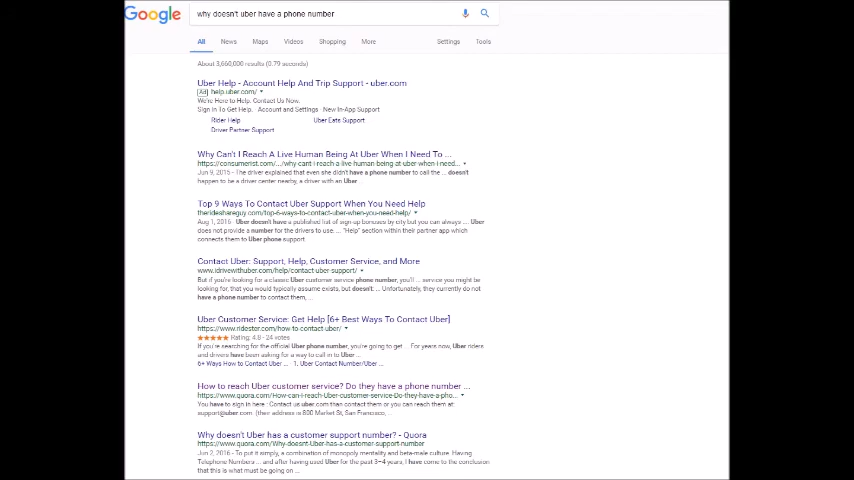 Google why doesn't uber have a phone number
All News Maps Videos Shopping More Settings Tools
About 3,660,000 results (0.79 seconds)
Uber Help - Account Help And Trip Support - uber.com
Ad help.uber.com/
We're Here to Help. Contact Us Now.
Sign In To Get Help. · Account and Settings · New In-App Support
Rider Help Uber Eats Support
Driver Partner Support
Why Can't I Reach A Live Human Being At Uber When I Need To ...
https://consumerist.com/.../why-cant-i-reach-a-live-human-being-at-uber-when-i-need...
Jun 9, 2015 - The driver explained that even she didn't have a phone number to call the ... doesn't
happen to be a driver center nearby, a driver with an Uber
Top 9 Ways To Contact Uber Support When You Need Help
therideshareguy.com/top-6-ways-to-contact-uber-when-you-need-help/
Aug 1, 2016 - Uber doesn't have a published list of sign up bonuses by city but you can always .... Uber
does not provide a number for the drivers to use. ... "Help" section within their partner app which
connects them to Uber phone support
Contact Uber: Support, Help, Customer Service, and More
www.idrivewithuber.com/help/contact-uber-support/
But if you're looking for a classic Uber customer service phone number, you'll ... service you might be
looking for, that you would typically assume exists, but doesn't: ... Unfortunately, they currently do not
have a phone number to contact them, ...
Uber Customer Service: Get Help [6+ Best Ways To Contact Uber]
https://www.ridester.com/how-to-contact-uber/
Rating: 4.8 - 24 votes
If you're searching for the official Uber phone number, you're going to get ... For years now, Uber riders
and drivers have been asking for a way to call in to Uber ...
6+ Ways How to Contact Uber ... · 1. Uber Contact Number/Uber ...
How to reach Uber customer service? Do they have a phone number ...
https://www.quora.com/How-can-I-reach-Uber-customer-service-Do-they-have-a-pho...
You have to sign in here : Contact us uber.com than contact them or you can reach them at:
support@uber.com (their address is 800 Market St, San Francisco, ...
Why doesn't Uber has a customer support number? - Quora
https://www.quora.com/Why-doesnt-Uber-has-a-customer-support-number
Jun 2, 2016 - To put it simply, a combination of monopoly mentality and beta-male culture. Having
Telephone Numbers ... and after having used Uber for the past 3-4 years, I have come to the conclusion
that this is what must be going on ...